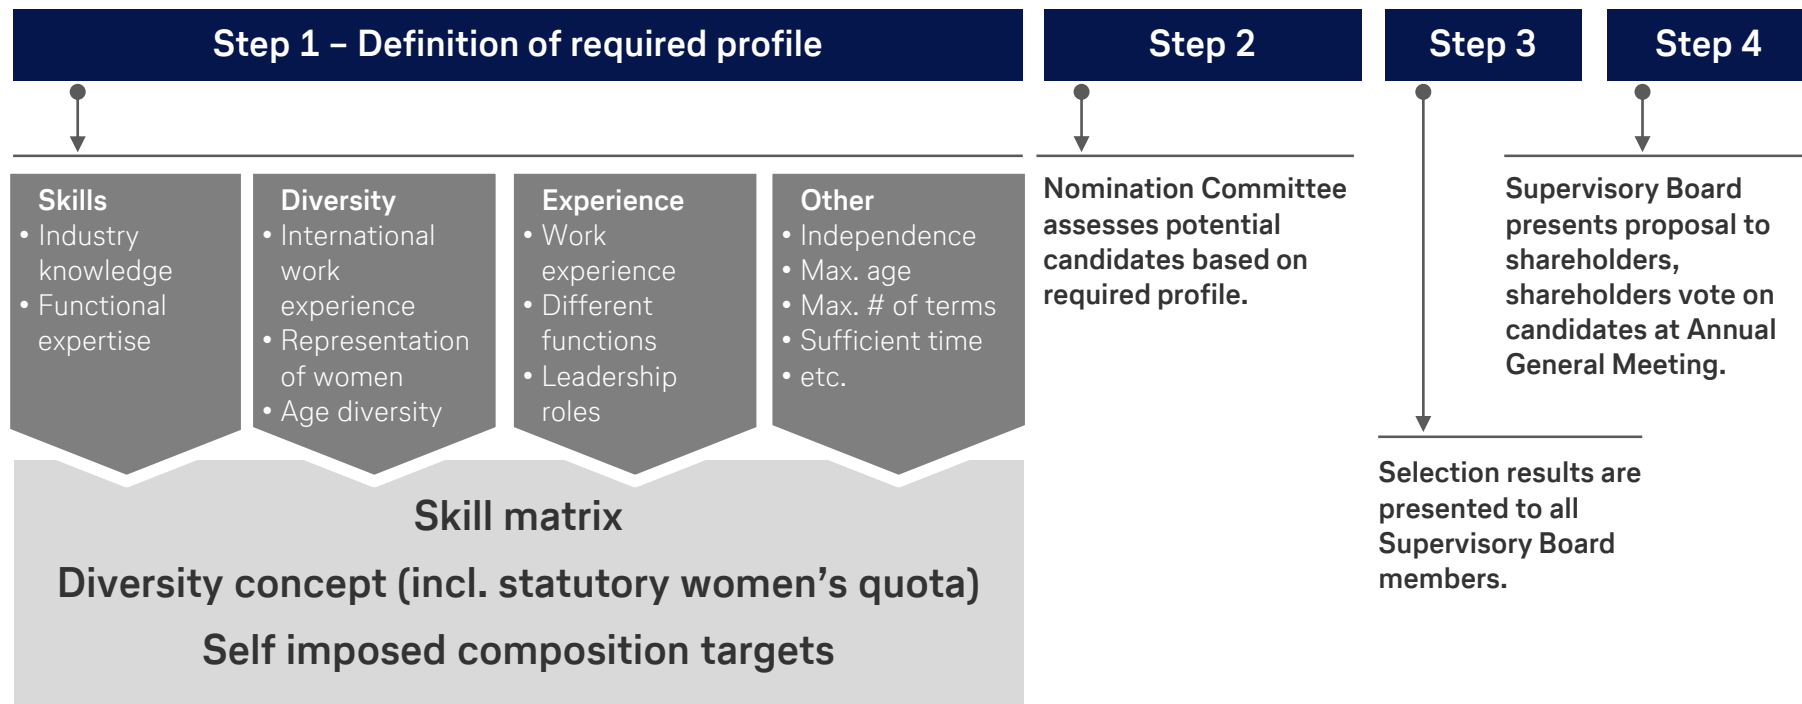 Step 1 – Definition of required profile
Step 2
Step 3
Step 4
Skills
• Industry
knowledge
• Functional
expertise
Diversity
• International
work
experience
• Representation
of women
• Age diversity
Experience
• Work
experience
• Different
functions
• Leadership
roles
Other
• Independence
• Max. age
• Max. # of terms
• Sufficient time
• etc.
Skill matrix
Diversity concept (incl. statutory women’s quota)
Self imposed composition targets
Nomination Committee
assesses potential
candidates based on
required profile.
Selection results are
presented to all
Supervisory Board
members.
Supervisory Board
presents proposal to
shareholders,
shareholders vote on
candidates at Annual
General Meeting.